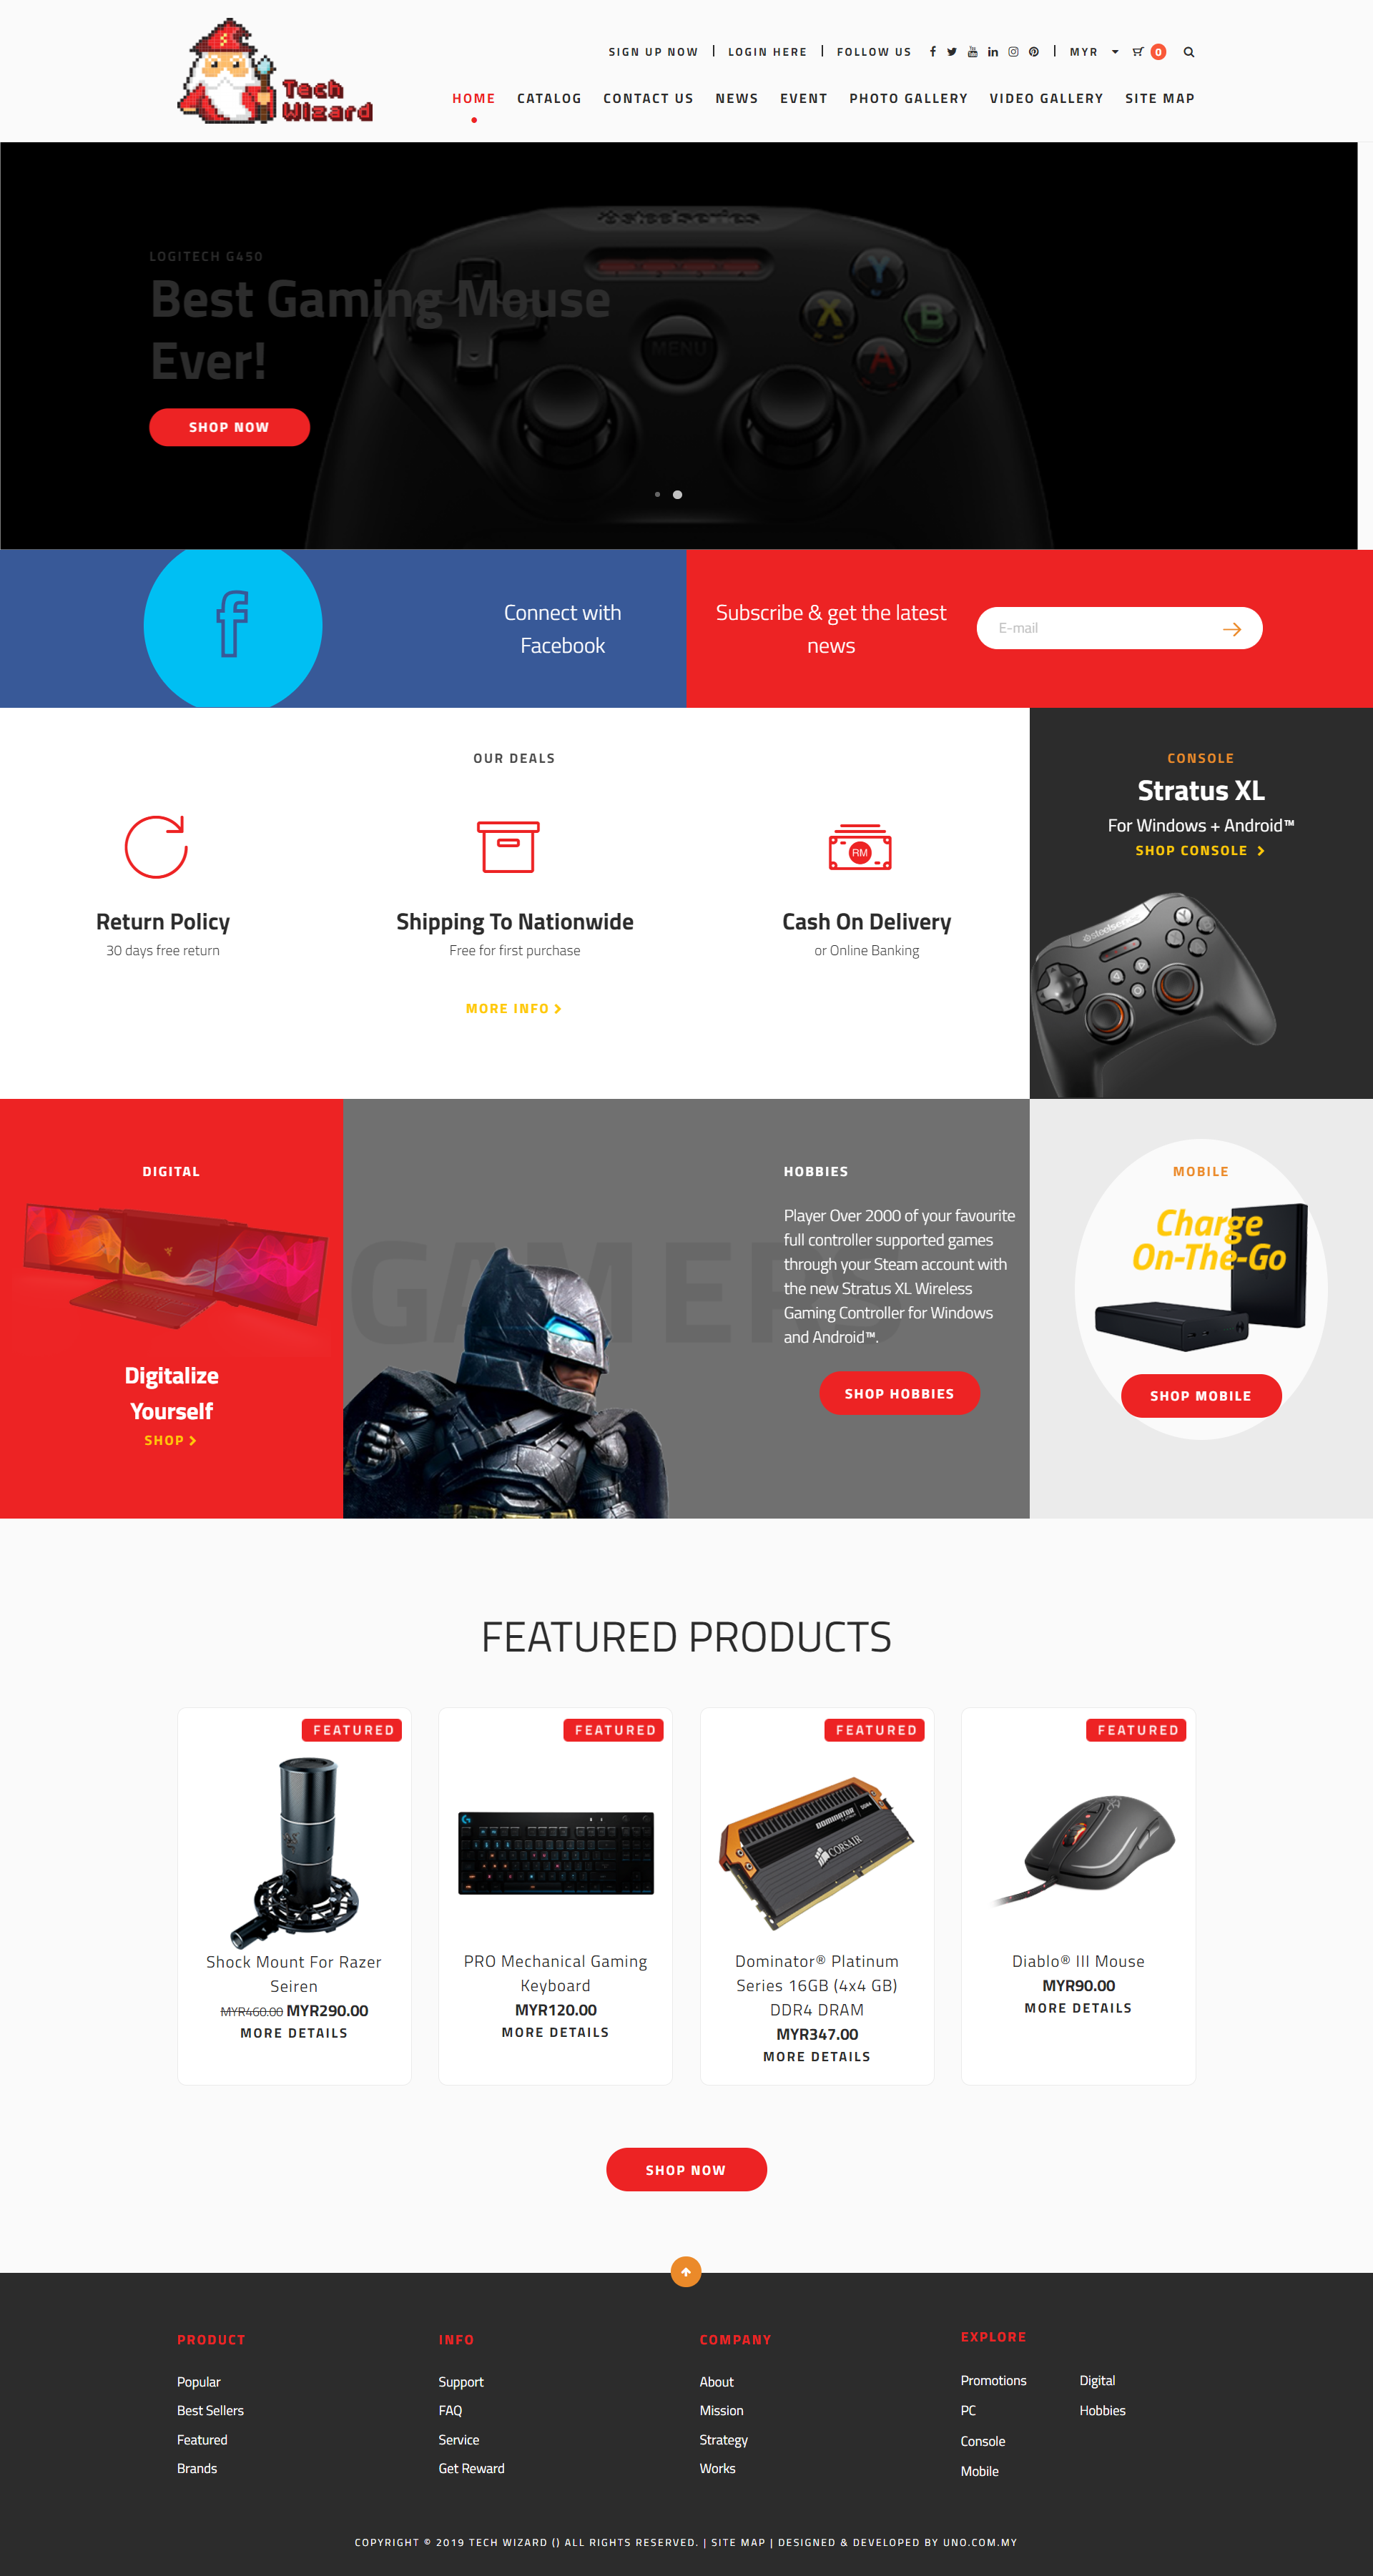 Tech
Wizard
SIGN UP NOW | LOGIN HERE | FOLLOW US | MYR 0
HOME CATALOG CONTACT US NEWS EVENT PHOTO GALLERY VIDEO GALLERY SITE MAP
steelseries
LOGITECH G450
Best Gaming Mouse
Ever!
Y
X B
MENU
A
SHOP NOW
Connect with
Facebook
Subscribe & get the latest
news
E-mail
OUR DEALS
RM
Return Policy
30 days free return
Shipping To Nationwide
Free for first purchase
Cash On Delivery
or Online Banking
MORE INFO
CONSOLE
Stratus XL
For Windows + Android™
SHOP CONSOLE
steelseries
DIGITAL
Digitalize
Yourself
SHOP
GAMERS
HOBBIES
Player Over 2000 of your favourite
full controller supported games
through your Steam account with
the new Stratus XL Wireless
Gaming Controller for Windows
and Android™.
SHOP HOBBIES
MOBILE
Charge
On-The-Go
SHOP MOBILE
FEATURED PRODUCTS
FEATURED
Shock Mount For Razer
Seiren
MYR460.00 MYR290.00
MORE DETAILS
FEATURED
PRO Mechanical Gaming
Keyboard
MYR120.00
MORE DETAILS
FEATURED
DOMINATOR
CORSAIR
Dominator® Platinum
Series 16GB (4x4 GB)
DDR4 DRAM
MYR347.00
MORE DETAILS
FEATURED
Diablo® III Mouse
MYR90.00
MORE DETAILS
SHOP NOW
PRODUCT
Popular
Best Sellers
Featured
Brands
INFO
Support
FAQ
Service
Get Reward
COMPANY
About
Mission
Strategy
Works
EXPLORE
Promotions
PC
Console
Mobile
Digital
Hobbies
COPYRIGHT © 2019 TECH WIZARD () ALL RIGHTS RESERVED. | SITE MAP | DESIGNED & DEVELOPED BY UNO.COM.MY